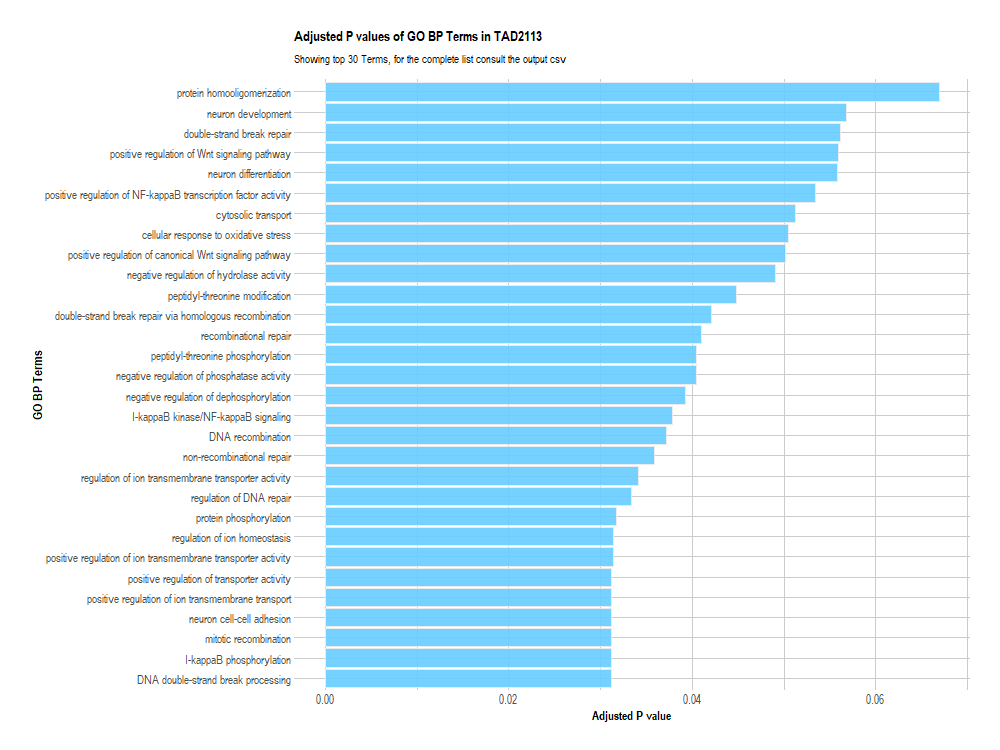 Adjusted P values of GO BP Terms in TAD2113
Showing top 30 Terms, for the complete list consult the output csv
protein homooligomerization
neuron development
double-strand break repair
positive regulation of Wnt signaling pathway
neuron differentiation
positive regulation of NF-kappaB transcription factor activity
cytosolic transport
cellular response to oxidative stress
positive regulation of canonical Wnt signaling pathway
negative regulation of hydrolase activity
peptidyl-threonine modification
double-strand break repair via homologous recombination
recombinational repair
peptidyl-threonine phosphorylation
negative regulation of phosphatase activity
negative regulation of dephosphorylation
I-kappaB kinase/NF-kappaB signaling
DNA recombination
non-recombinational repair
regulation of ion transmembrane transporter activity
regulation of DNA repair
protein phosphorylation
regulation of ion homeostasis
positive regulation of ion transmembrane transporter activity
positive regulation of transporter activity
positive regulation of ion transmembrane transport
neuron cell-cell adhesion
mitotic recombination
I-kappaB phosphorylation
DNA double-strand break processing
GO BP Terms
0.00 0.02 0.04 0.06
Adjusted P value